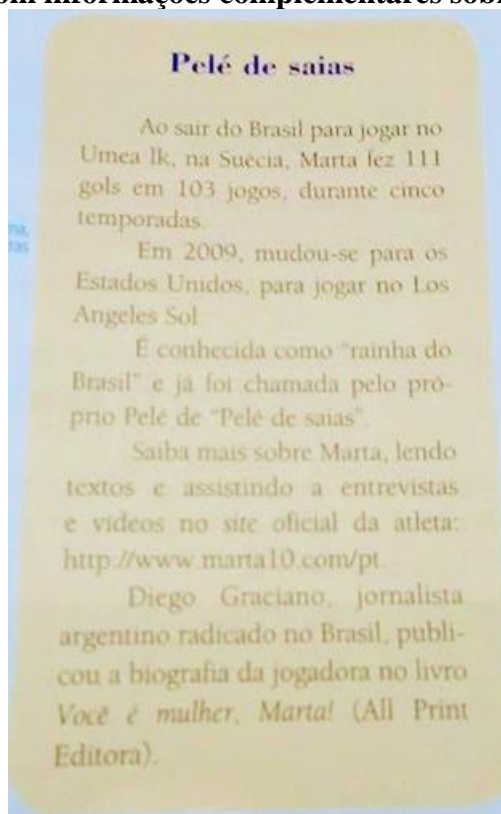 om informações complementares sobr
Pelé de saias
Ao sair do Brasil para jogar no
Umea Ik, na Suécia, Marta fez 111
gols em 103 jogos, durante cinco
temporadas.
Em 2009, mudou-se para os
Estados Unidos, para jogar no Los
Angeles Sol.
É conhecida como “rainha do
Brasil” e já foi chamada pelo pró-
prio Pelé de “Pelé de saias”.
Saiba mais sobre Marta, lendo
textos e assistindo a entrevistas
e vídeos no site oficial da atleta:
http://www.marta10.com/pt.
Diego Graciano, jornalista
argentino radicado no Brasil, publi-
cou a biografia da jogadora no livro
Você é mulher, Marta! (All Print
Editora).